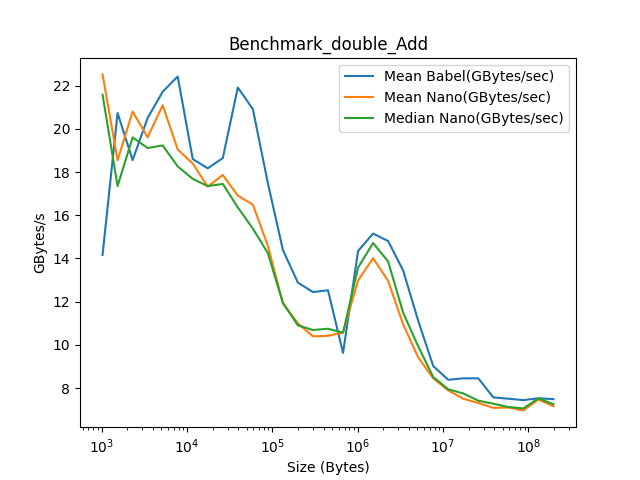 Benchmark_double_Add
Mean Babel(GBytes/sec)
Mean Nano(GBytes/sec)
Median Nano(GBytes/sec)
GBytes/s
22
20
18
16
14
12
10
8
10³ 10⁴ 10⁵ 10⁶ 10⁷ 10⁸
Size (Bytes)